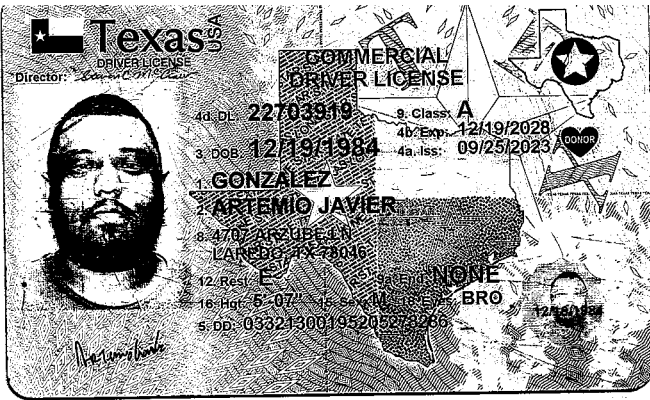 Texas USA
DRIVER LICENSE
Director:
COMMERCIAL
DRIVER LICENSE
4d. DL: 22703919 9. Class: A
4b. Exp: 12/19/2028
3. DOB: 12/19/1984 4a. Iss: 09/25/2023
DONOR
1. GONZALEZ
2. ARTEMIO JAVIER
8. 4707 ARZUBE LN
LAREDO, TX 78046
12. Rest: E 9a. End: NONE
16. Hgt: 5'-07" 15. Sex: M 18. Eyes: BRO
5. DD: